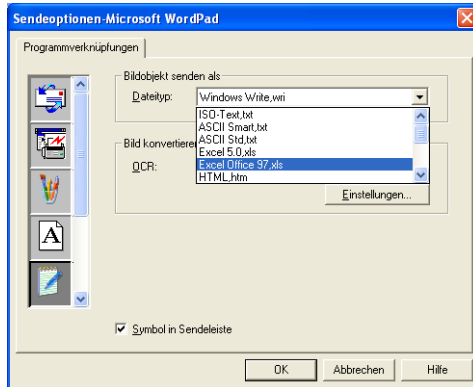 Sendeoptionen-Microsoft WordPad
Programmverknüpfungen
Bildobjekt senden als
Dateityp:
Windows Write,wri
ISO-Text,txt
ASCII Smart,txt
ASCII Std,txt
Excel 5.0,xls
Excel Office 97,xls
HTML,htm
Bild konvertieren
OCR:
Einstellungen...
A
Symbol in Sendeleiste
OK
Abbrechen
Hilfe